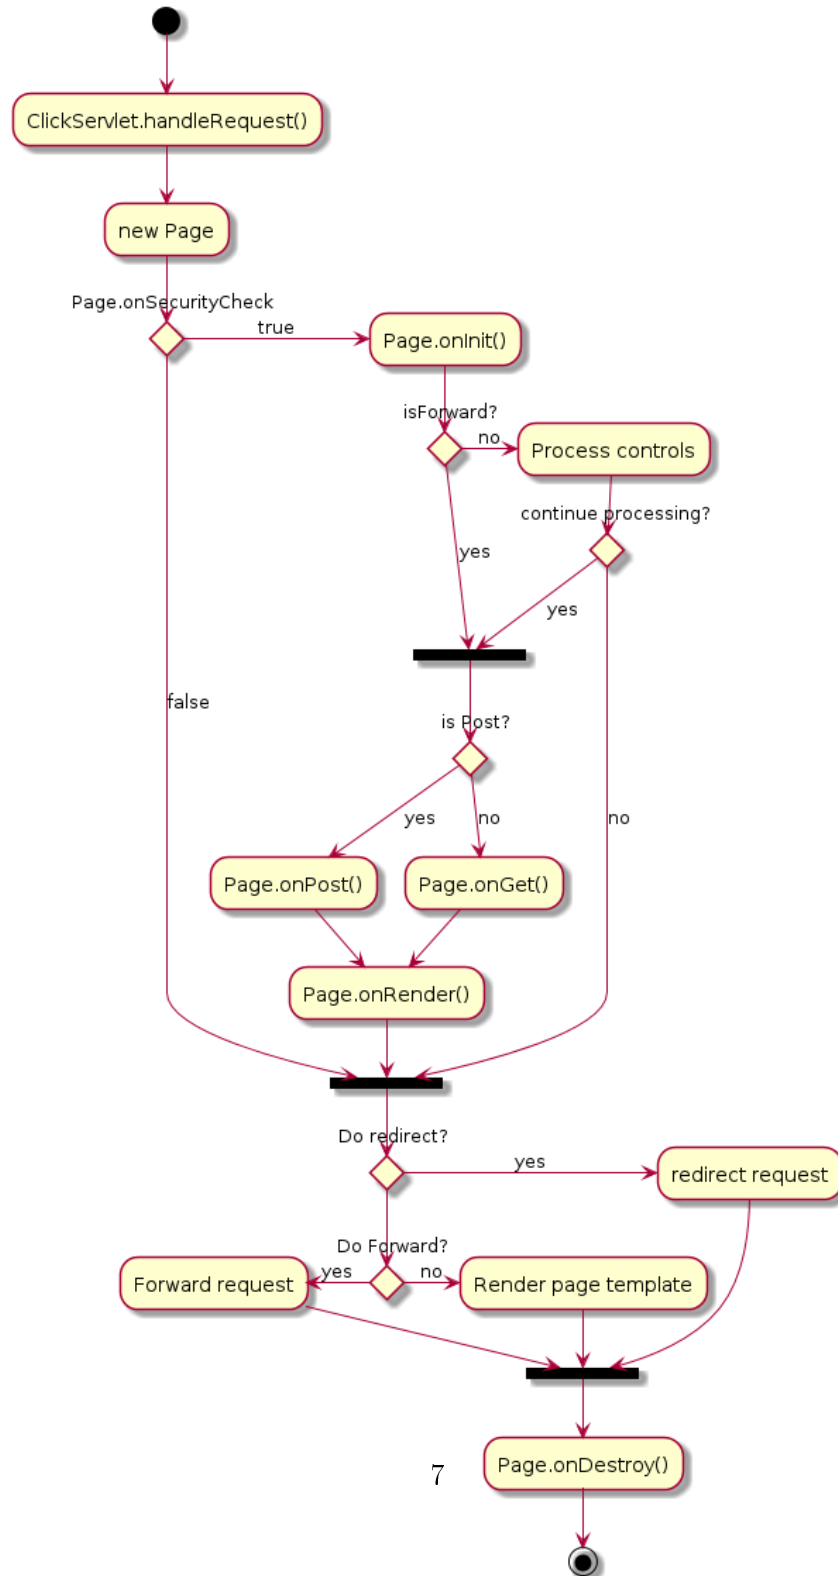 ClickServlet.handleRequest()
new Page
Page.onSecurityCheck
true
Page.onInit()
isForward?
no
Process controls
continue processing?
yes
yes
false
is Post?
yes
no
no
Page.onPost()
Page.onGet()
Page.onRender()
Do redirect?
yes
redirect request
Do Forward?
yes
no
Forward request
Render page template
Page.onDestroy()
7